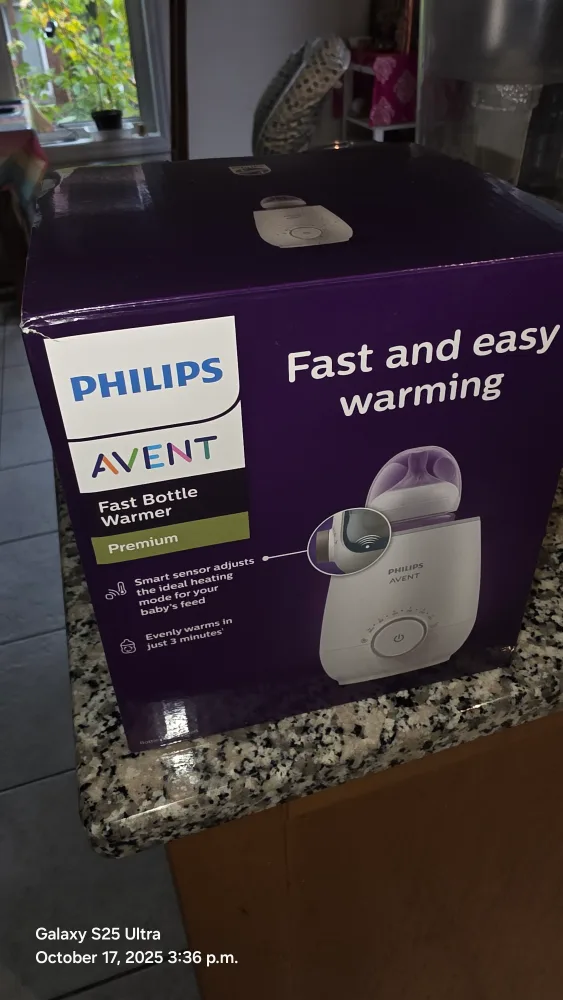 PHILIPS
AVENT
Fast Bottle
Warmer
Premium
Smart sensor adjusts
the ideal heating
mode for your
baby's feed
Evenly warms in
just 3 minutes¹
Fast and easy
warming
PHILIPS
AVENT
Galaxy S25 Ultra
October 17, 2025 3:36 p.m.